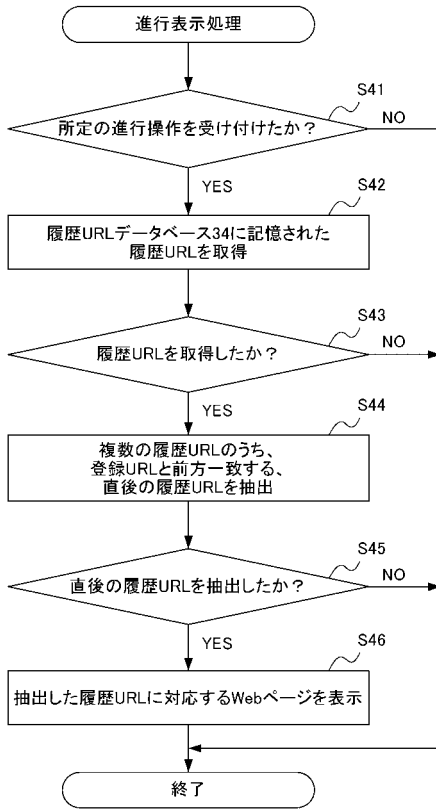 進行表示処理
S41
所定の進行操作を受け付けたか？
NO
YES
S42
履歴URLデータベース34に記憶された
履歴URLを取得
S43
履歴URLを取得したか？
NO
YES
S44
複数の履歴URLのうち、
登録URLと前方一致する、
直後の履歴URLを抽出
S45
直後の履歴URLを抽出したか？
NO
YES
S46
抽出した履歴URLに対応するWebページを表示
終了